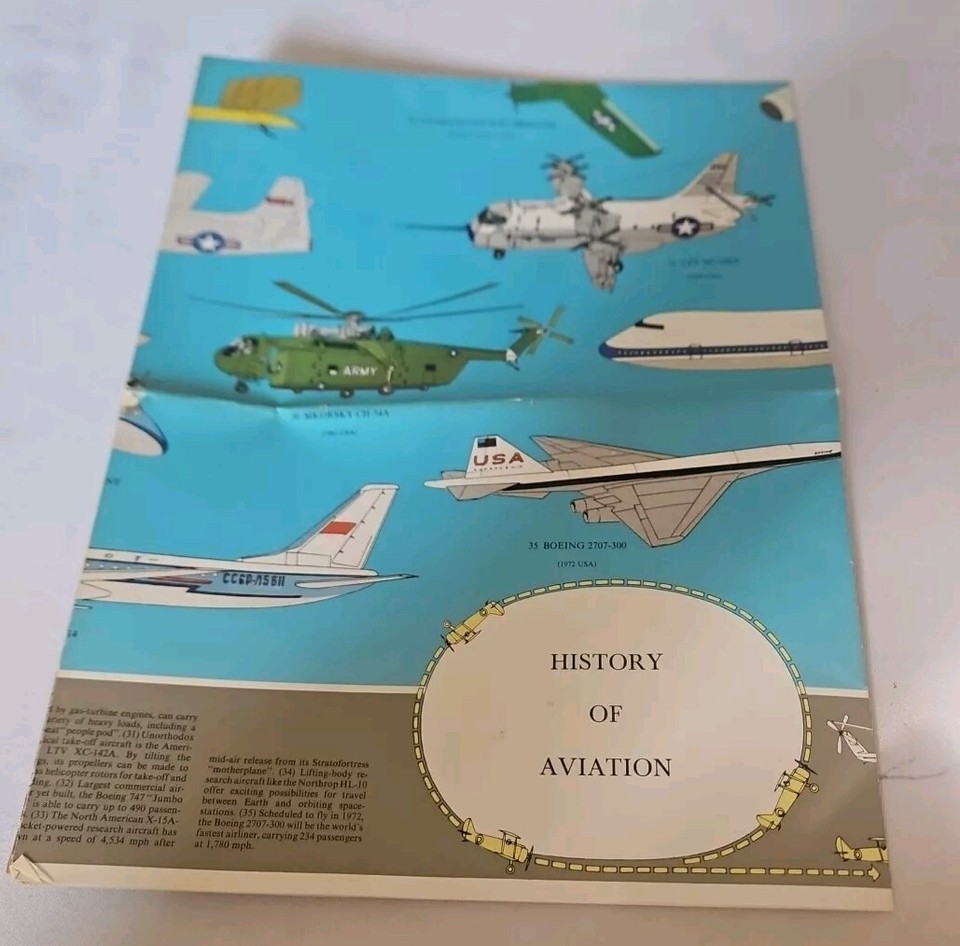 ARMY
SIKORSKY CH-54A
USA
35 BOEING 2707-300
(1972 USA)
HISTORY
OF
AVIATION
by gas-turbine engines, can carry
of heavy loads, including a
"people pod". (31) Unorthodox
take-off aircraft is the Ameri-
LTV XC-142A. By tilting the
its propellers can be made to
as helicopter rotors for take-off and
(32) Largest commercial air-
yet built, the Boeing 747 "Jumbo
is able to carry up to 490 passen-
(33) The North American X-15A-
research aircraft has
at a speed of 4,534 mph after
mid-air release from its Stratofortress
"motherplane". (34) Lifting-body re-
search aircraft like the Northrop HL-10
offer exciting possibilities for travel
between Earth and orbiting space-
stations. (35) Scheduled to fly in 1972,
the Boeing 2707-300 will be the world's
fastest airliner, carrying 234 passengers
at 1,780 mph.